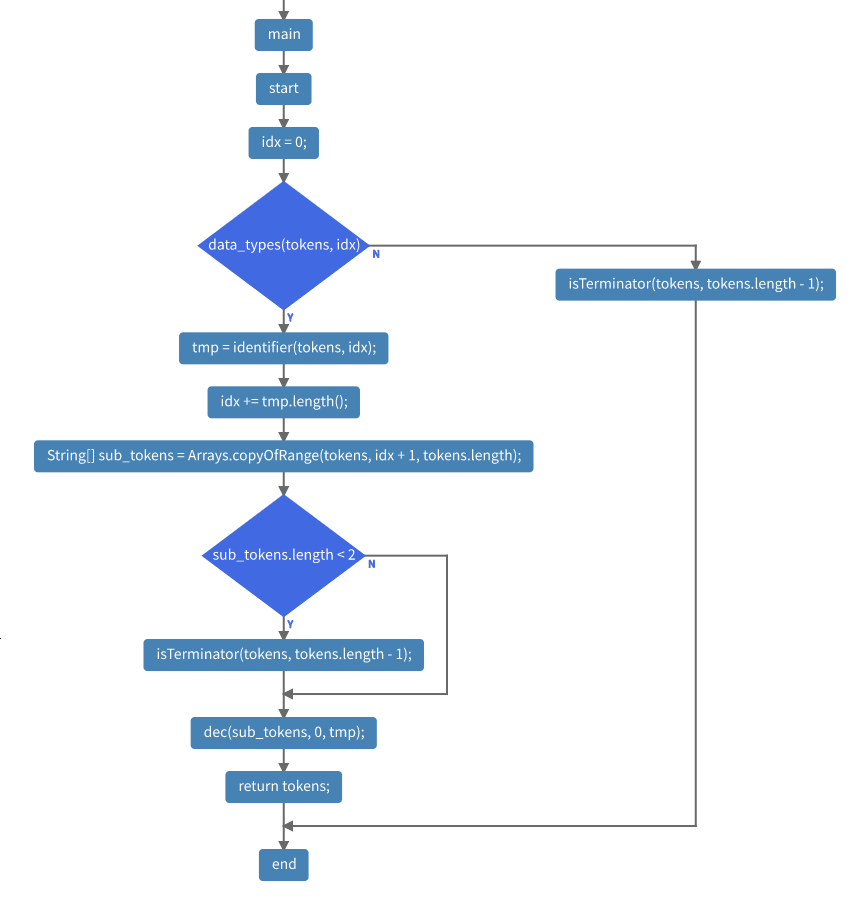 main
start
idx = 0;
data_types(tokens, idx)
N
isTerminator(tokens, tokens.length - 1);
Y
tmp = identifier(tokens, idx);
idx += tmp.length();
String[] sub_tokens = Arrays.copyOfRange(tokens, idx + 1, tokens.length);
sub_tokens.length < 2
N
Y
isTerminator(tokens, tokens.length - 1);
dec(sub_tokens, 0, tmp);
return tokens;
end